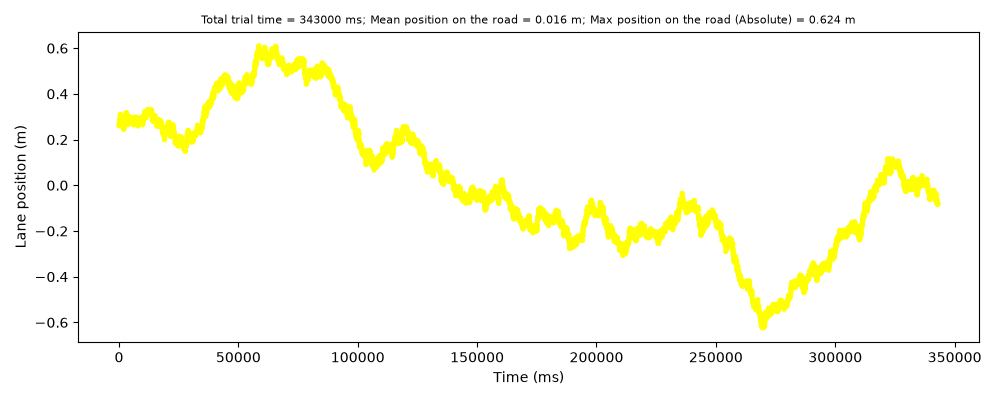 Total trial time = 343000 ms; Mean position on the road = 0.016 m; Max position on the road (Absolute) = 0.624 m
0.6
0.4
0.2
0.0
−0.2
−0.4
−0.6
Lane position (m)
0 50000 100000 150000 200000 250000 300000 350000
Time (ms)